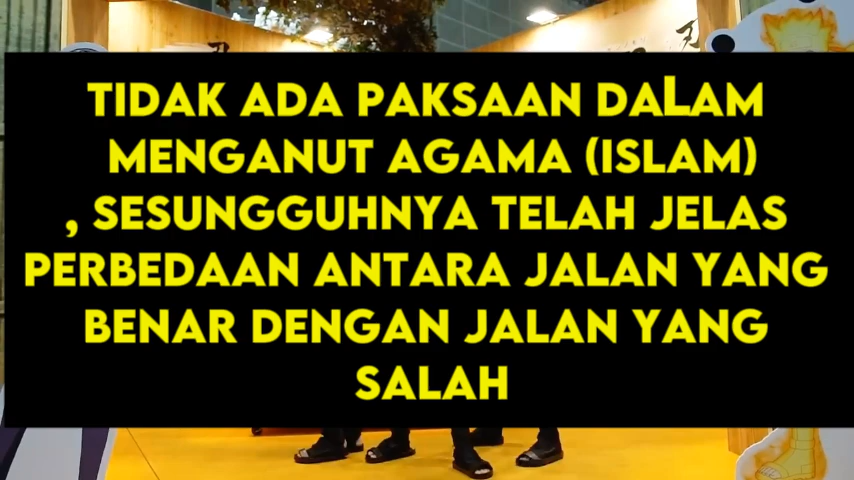 TIDAK ADA PAKSAAN DALAM
MENGANUT AGAMA (ISLAM)
, SESUNGGUHNYA TELAH JELAS
PERBEDAAN ANTARA JALAN YANG
BENAR DENGAN JALAN YANG
SALAH